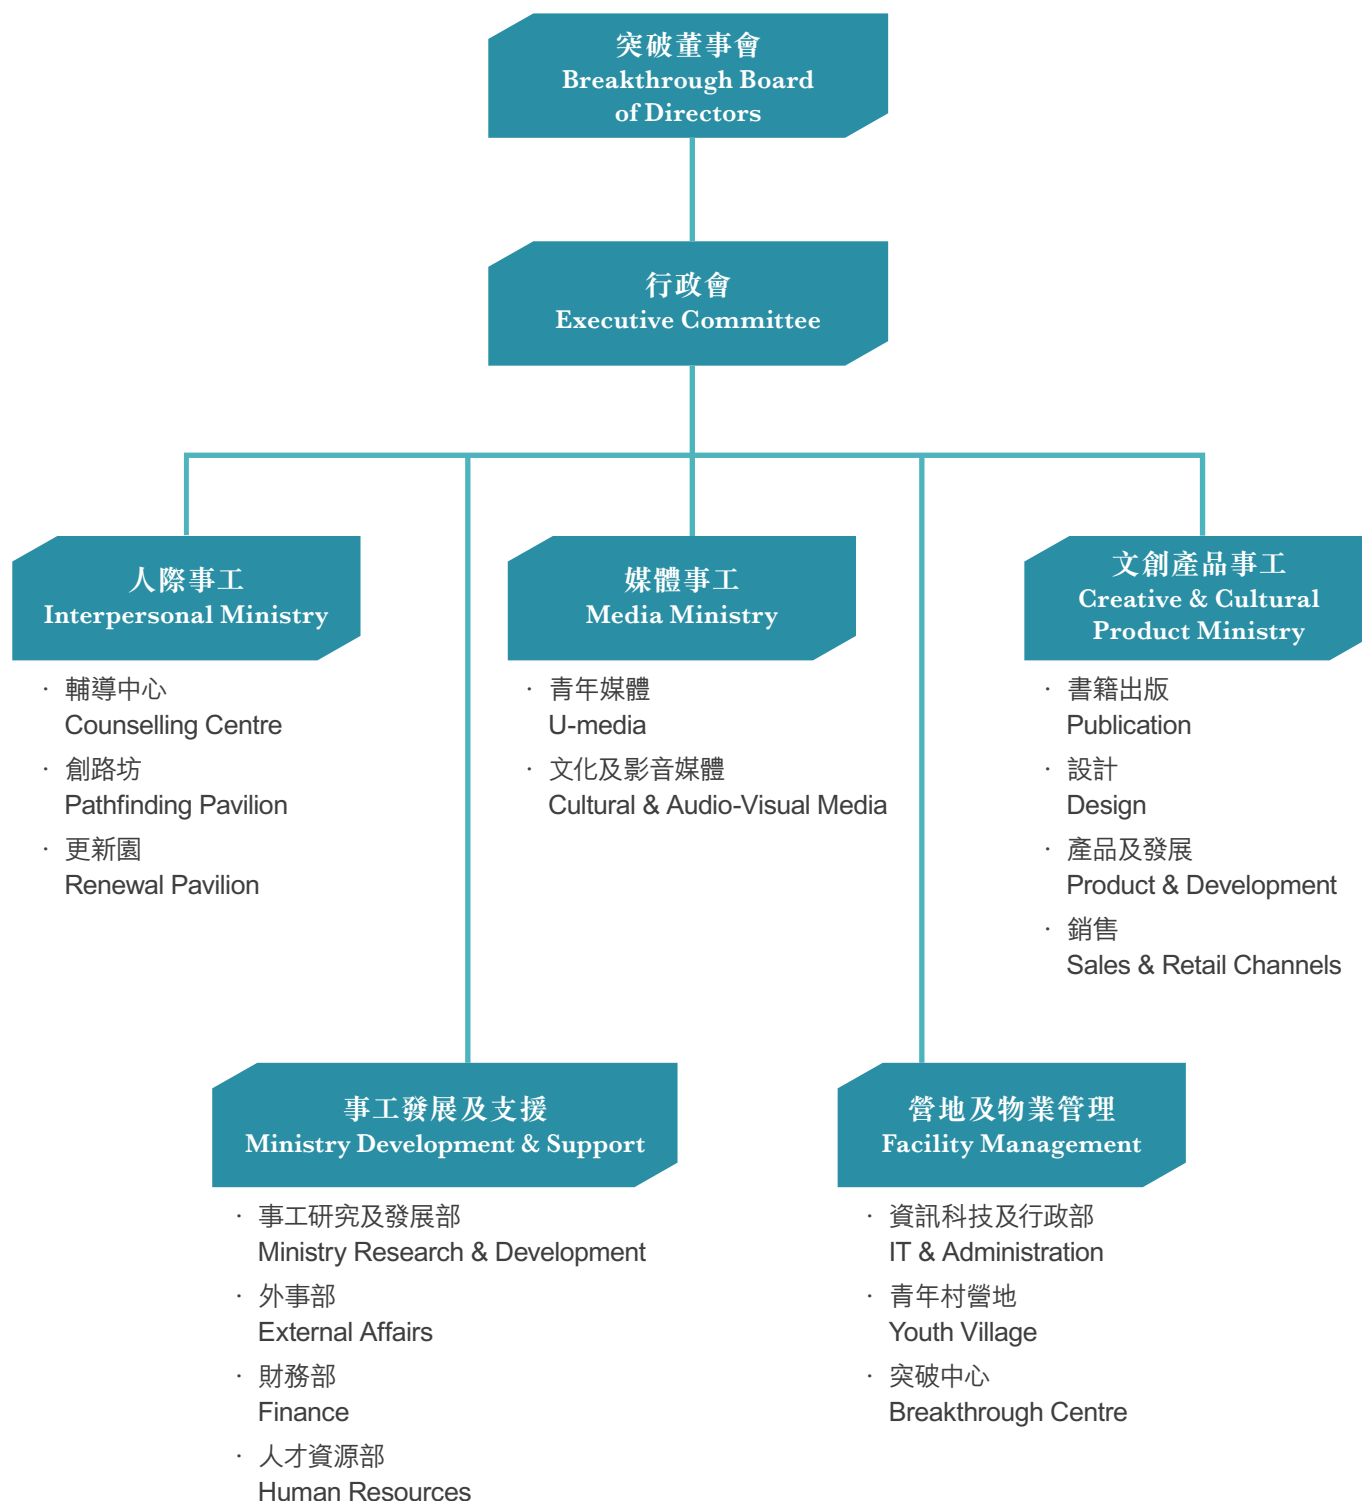 突破董事會
Breakthrough Board
of Directors
行政會
Executive Committee
人際事工
Interpersonal Ministry
· 輔導中心
Counselling Centre
· 創路坊
Pathfinding Pavilion
· 更新園
Renewal Pavilion
媒體事工
Media Ministry
· 青年媒體
U-media
· 文化及影音媒體
Cultural & Audio-Visual Media
文創產品事工
Creative & Cultural
Product Ministry
· 書籍出版
Publication
· 設計
Design
· 產品及發展
Product & Development
· 銷售
Sales & Retail Channels
事工發展及支援
Ministry Development & Support
· 事工研究及發展部
Ministry Research & Development
· 外事部
External Affairs
· 財務部
Finance
· 人才資源部
Human Resources
營地及物業管理
Facility Management
· 資訊科技及行政部
IT & Administration
· 青年村營地
Youth Village
· 突破中心
Breakthrough Centre